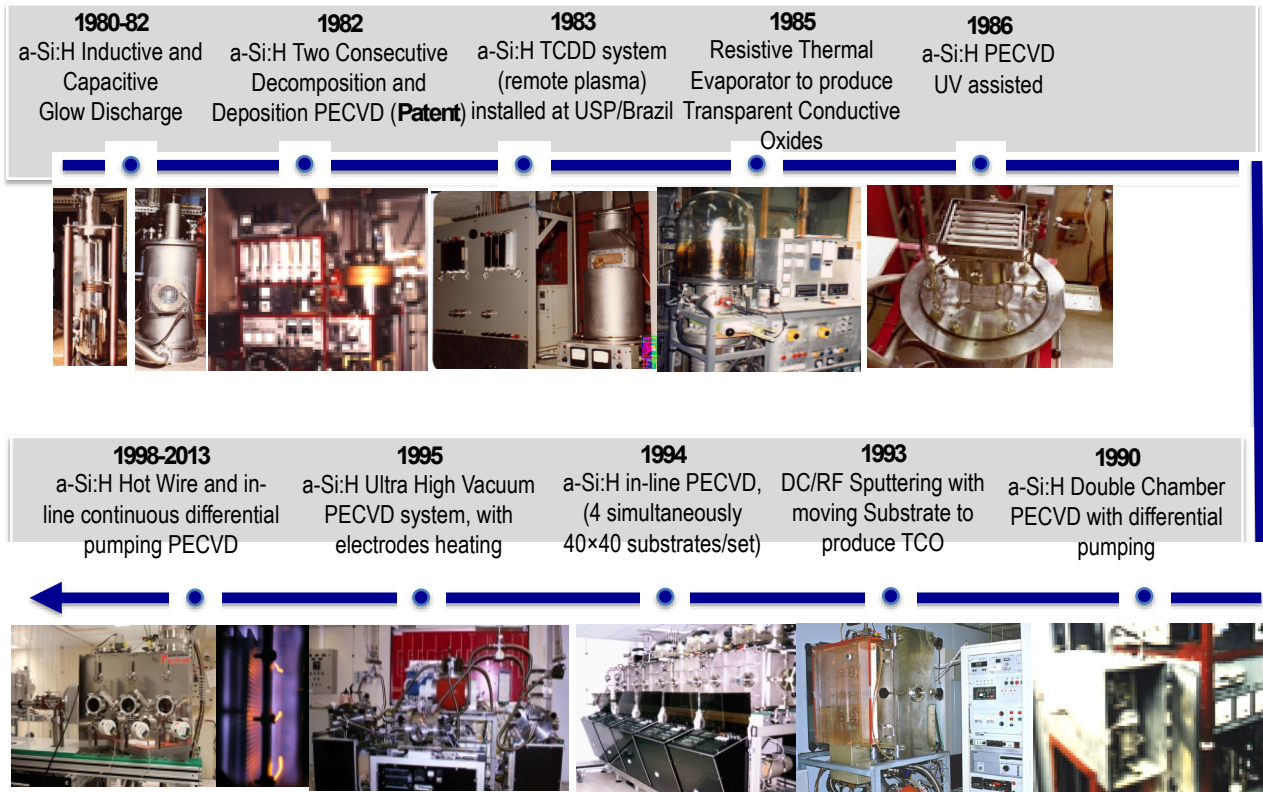 1980-82
a-Si:H Inductive and
Capacitive
Glow Discharge
1982
a-Si:H Two Consecutive
Decomposition and
Deposition PECVD (Patent)
1983
a-Si:H TCDD system
(remote plasma)
installed at USP/Brazil
1985
Resistive Thermal
Evaporator to produce
Transparent Conductive
Oxides
1986
a-Si:H PECVD
UV assisted
1998-2013
a-Si:H Hot Wire and in-
line continuous differential
pumping PECVD
1995
a-Si:H Ultra High Vacuum
PECVD system, with
electrodes heating
1994
a-Si:H in-line PECVD,
(4 simultaneously
40×40 substrates/set)
1993
DC/RF Sputtering with
moving Substrate to
produce TCO
1990
a-Si:H Double Chamber
PECVD with differential
pumping